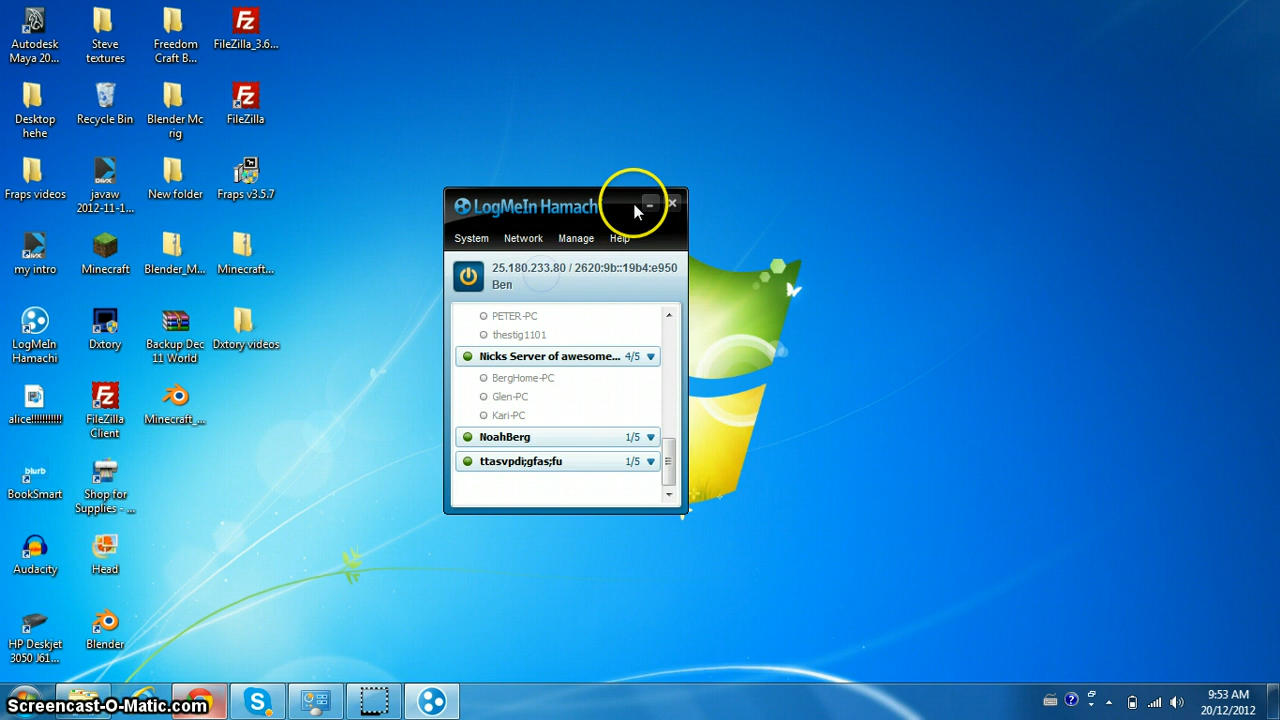 Autodesk
Maya 20...
Steve
textures
Freedom
Craft B...
FileZilla_3.6...
Desktop
hehe
Recycle Bin
Blender Mc
rig
FileZilla
Fraps videos
javaw
2012-11-1...
New folder
Fraps v3.5.7
my intro
Minecraft
Blender_M...
Minecraft...
LogMeIn
Hamachi
Dxtory
Backup Dec
11 World
Dxtory videos
alice!!!!!!!!!!!
FileZilla
Client
Minecraft_...
blurb
BookSmart
Shop for
Supplies - ...
Audacity
Head
HP Deskjet
3050 J61...
Blender
LogMeIn Hamach
System Network Manage Help
25.180.233.80 / 2620:9b::19b4:e950
Ben
PETER-PC
thestig1101
Nicks Server of awesome... 4/5
BergHome-PC
Glen-PC
Kari-PC
NoahBerg 1/5
ttasvpdi;gfas;fu 1/5
Screencast-O-Matic.com
9:53 AM
20/12/2012